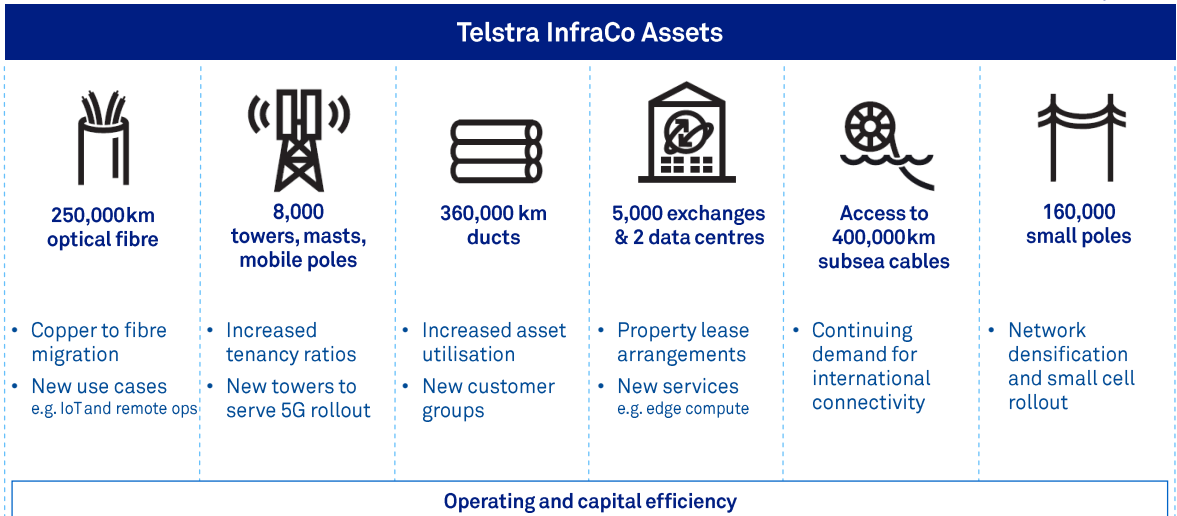 Telstra InfraCo Assets
250,000km
optical fibre
8,000
towers, masts,
mobile poles
360,000 km
ducts
5,000 exchanges
& 2 data centres
Access to
400,000km
subsea cables
160,000
small poles
• Copper to fibre
migration
• New use cases
e.g. IoT and remote ops
• Increased
tenancy ratios
• New towers to
serve 5G rollout
• Increased asset
utilisation
• New customer
groups
• Property lease
arrangements
• New services
e.g. edge compute
• Continuing
demand for
international
connectivity
• Network
densification
and small cell
rollout
Operating and capital efficiency